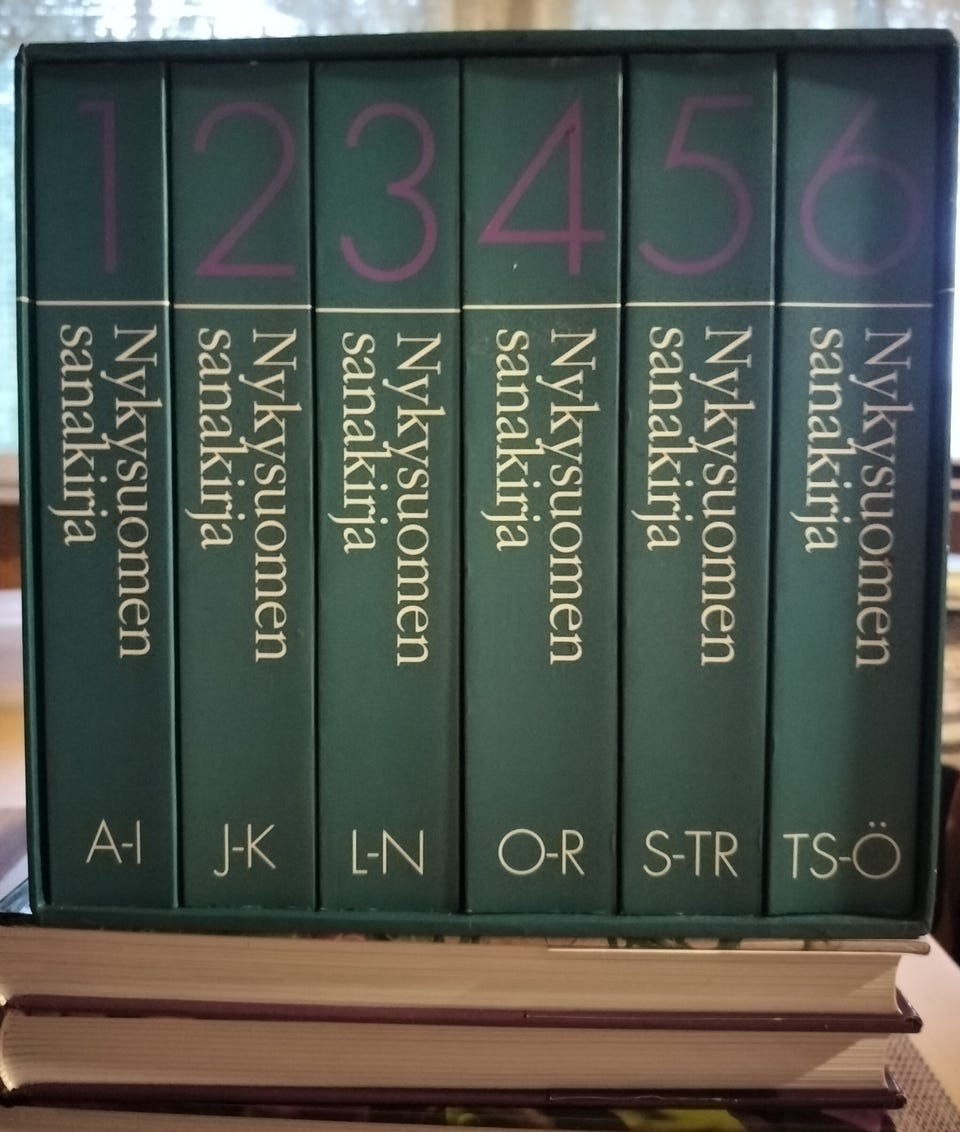 1
Nykysuomen
sanakirja
A-I
2
Nykysuomen
sanakirja
J-K
3
Nykysuomen
sanakirja
L-N
4
Nykysuomen
sanakirja
O-R
5
Nykysuomen
sanakirja
S-TR
6
Nykysuomen
sanakirja
TS-Ö